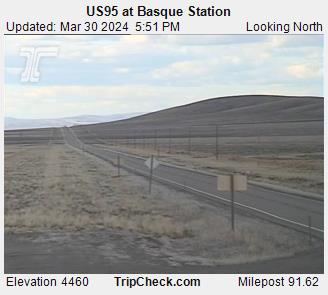 US95 at Basque Station
Updated: Mar 30 2024 5:51 PM Looking North
Elevation 4460 TripCheck.com Milepost 91.62